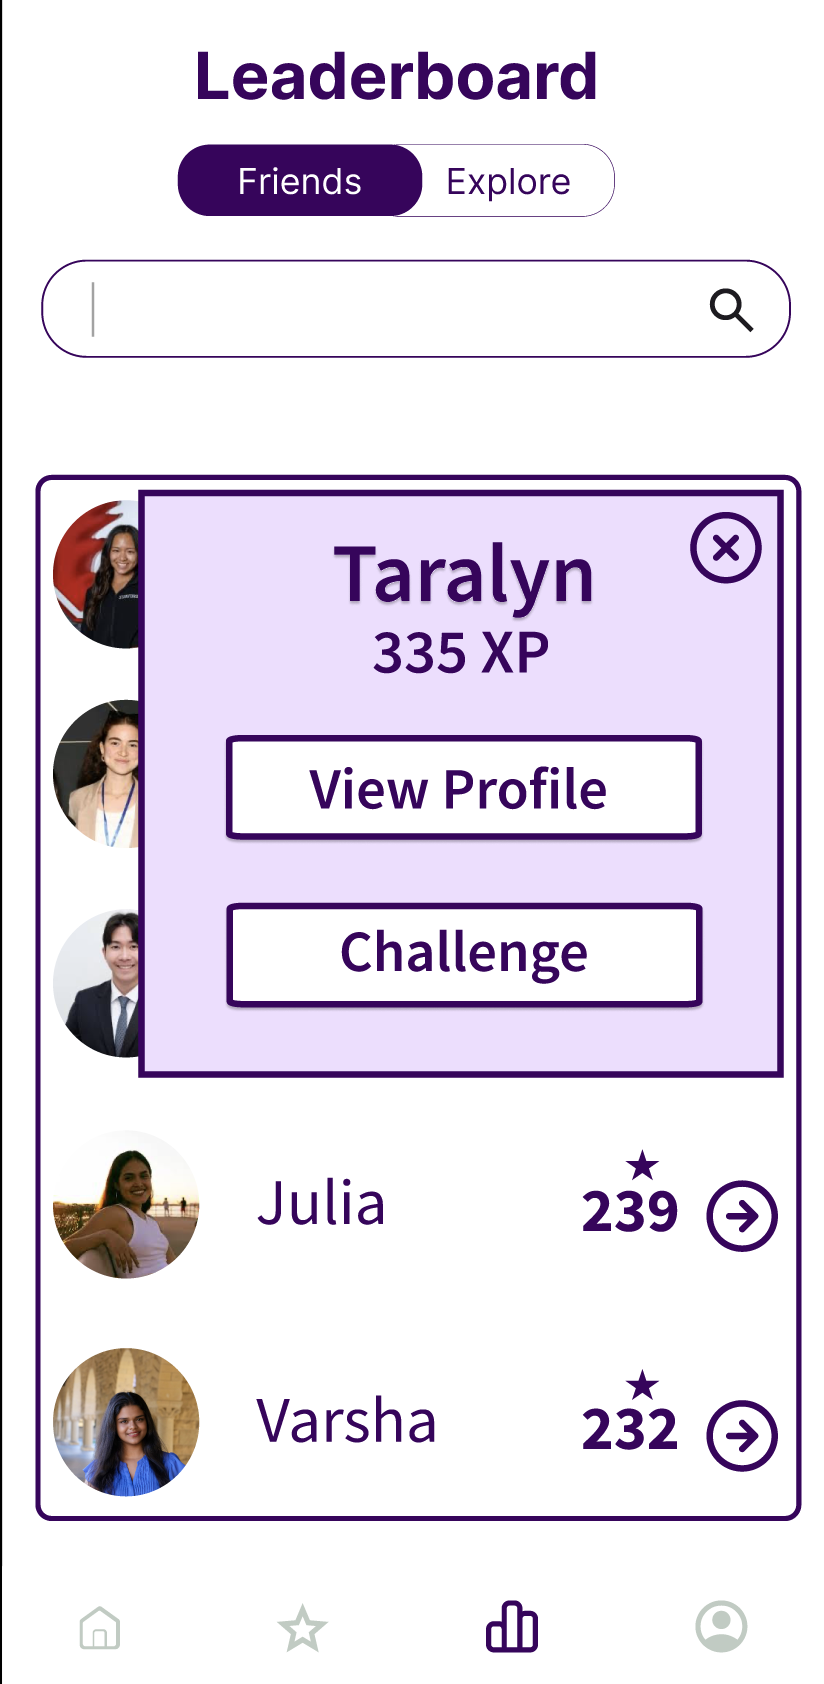 Leaderboard
Friends Explore
Taralyn
335 XP
View Profile
Challenge
Julia 239
Varsha 232